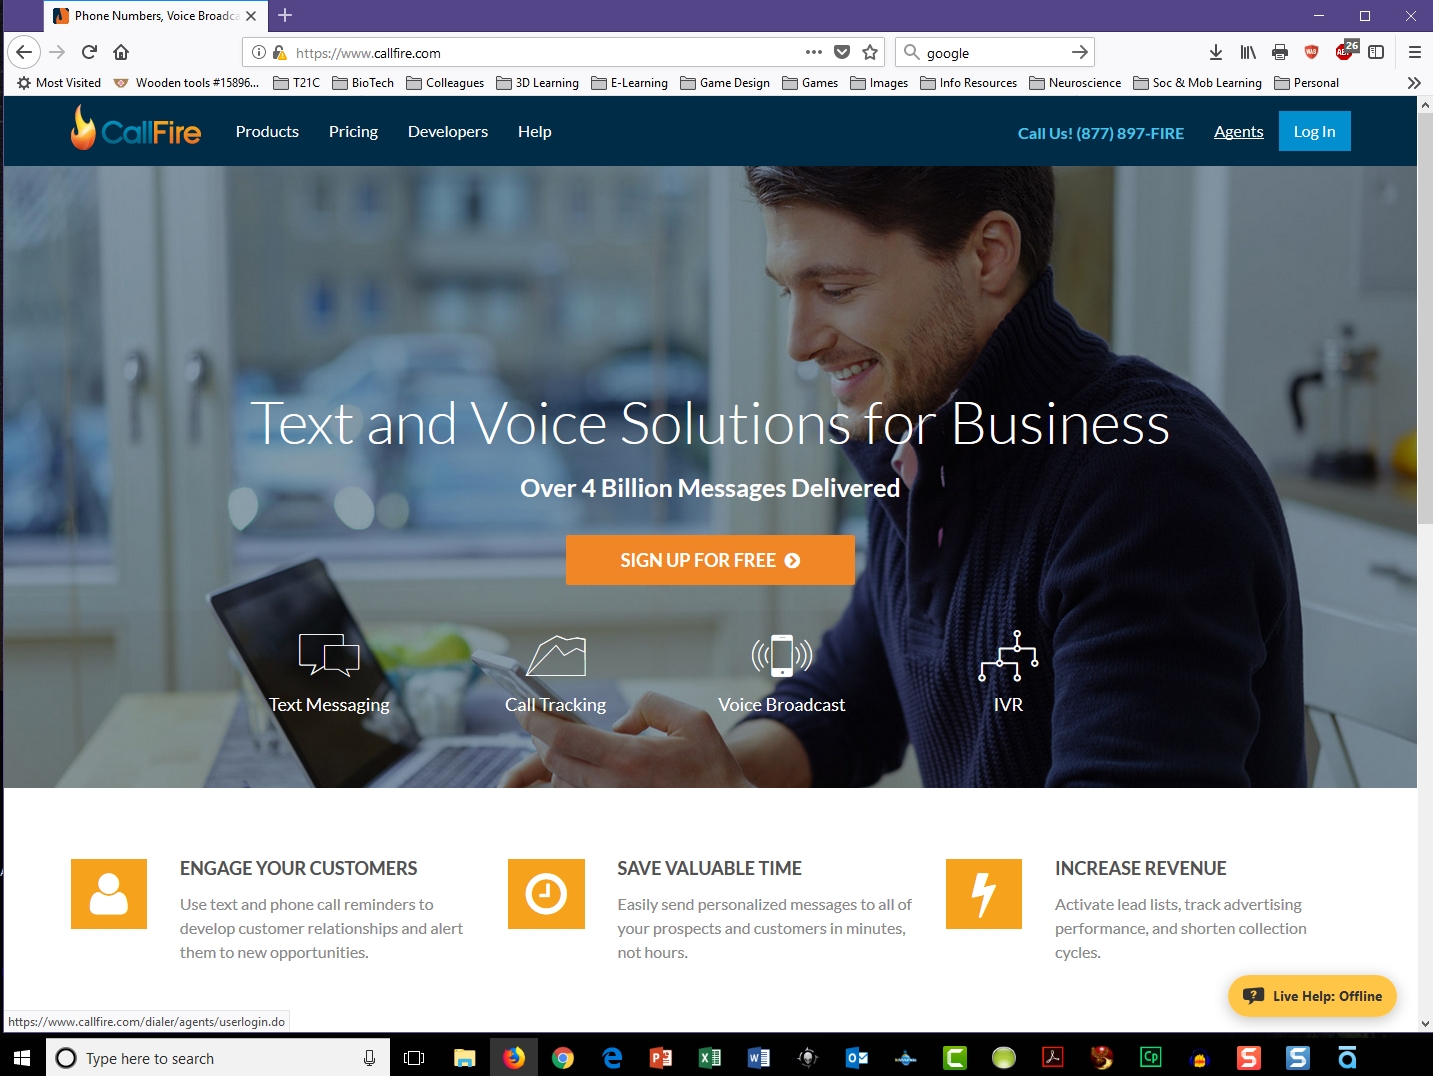 Phone Numbers, Voice Broadca
https://www.callfire.com
google
26
Most Visited
Wooden tools #15896...
T21C
BioTech
Colleagues
3D Learning
E-Learning
Game Design
Games
Images
Info Resources
Neuroscience
Soc & Mob Learning
Personal
CallFire
Products
Pricing
Developers
Help
Call Us! (877) 897-FIRE
Agents
Log In
Text and Voice Solutions for Business
Over 4 Billion Messages Delivered
SIGN UP FOR FREE
Text Messaging
Call Tracking
Voice Broadcast
IVR
ENGAGE YOUR CUSTOMERS
Use text and phone call reminders to
develop customer relationships and alert
them to new opportunities.
SAVE VALUABLE TIME
Easily send personalized messages to all of
your prospects and customers in minutes,
not hours.
INCREASE REVENUE
Activate lead lists, track advertising
performance, and shorten collection
cycles.
Live Help: Offline
https://www.callfire.com/dialer/agents/userlogin.do
Type here to search